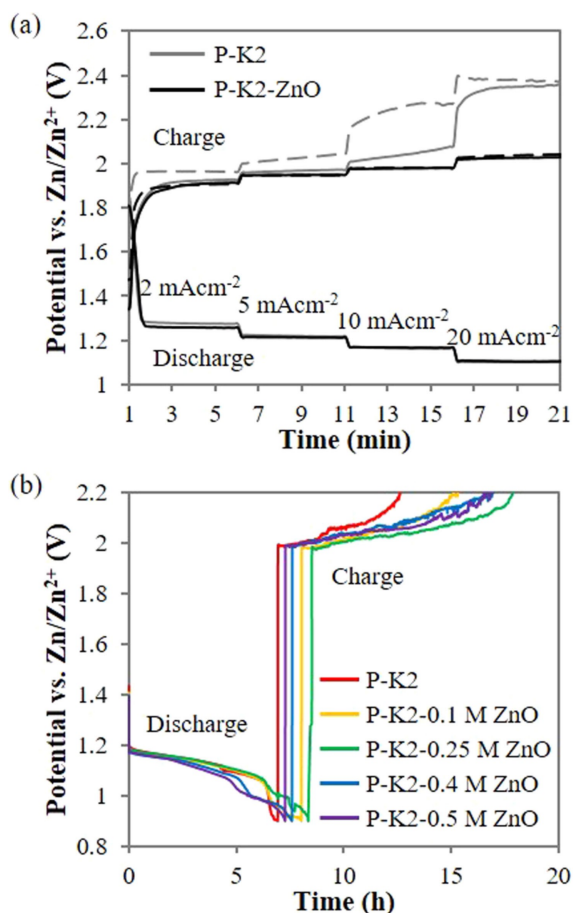 (a)
Potential vs. Zn/Zn²⁺ (V)
2.6
2.4
2.2
2
1.8
1.6
1.4
1.2
1
P-K2
P-K2-ZnO
Charge
2 mAcm⁻²
5 mAcm⁻²
10 mAcm⁻²
20 mAcm⁻²
Discharge
1 3 5 7 9 11 13 15 17 19 21
Time (min)
(b)
Potential vs. Zn/Zn²⁺ (V)
2.2
2
1.8
1.6
1.4
1.2
1
0.8
Charge
Discharge
P-K2
P-K2-0.1 M ZnO
P-K2-0.25 M ZnO
P-K2-0.4 M ZnO
P-K2-0.5 M ZnO
0 5 10 15 20
Time (h)